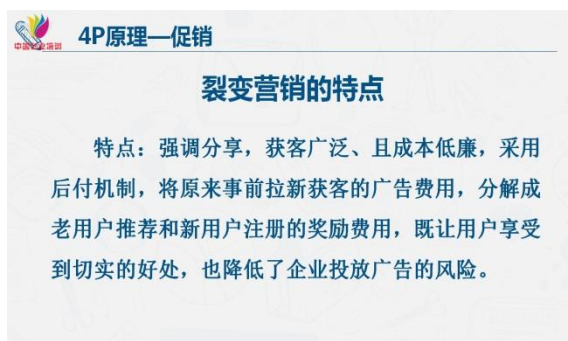 4P原理—促销
裂变营销的特点
特点：强调分享，获客广泛、且成本低廉，采用
后付机制，将原来事前拉新获客的广告费用，分解成
老用户推荐和新用户注册的奖励费用，既让用户享受
到切实的好处，也降低了企业投放广告的风险。